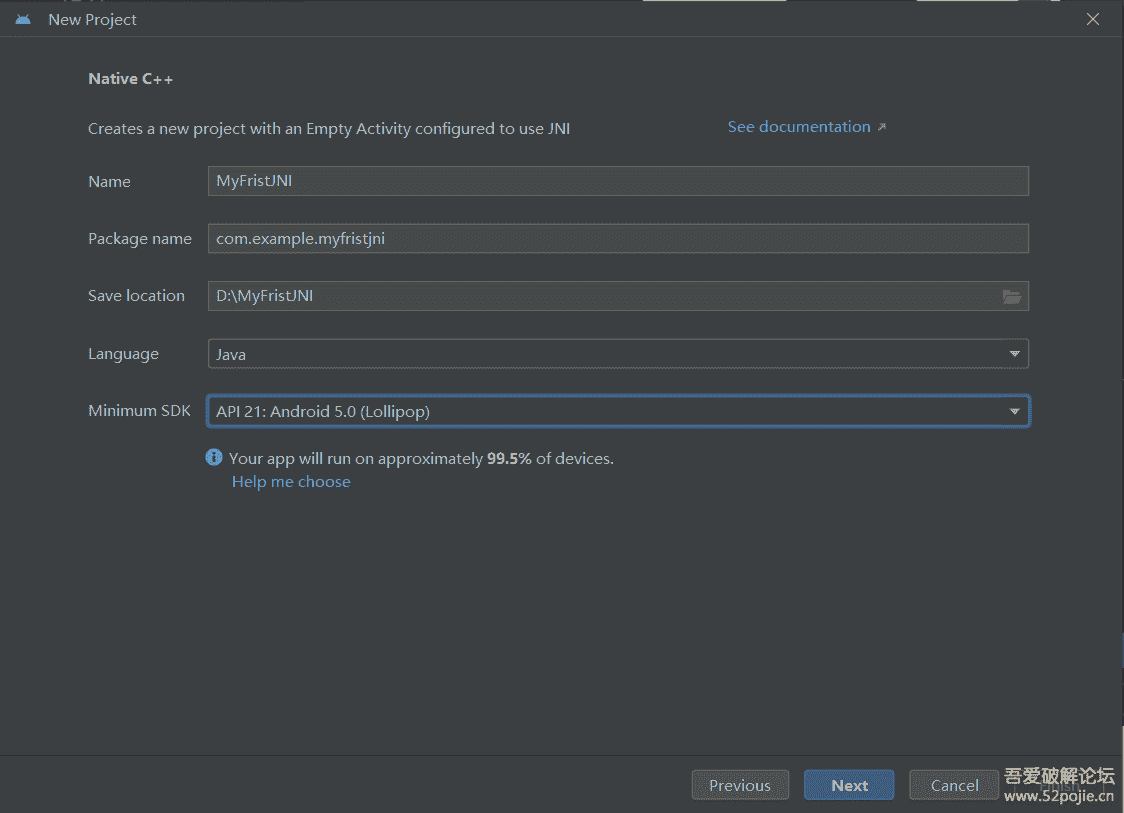 New Project
Native C++
Creates a new project with an Empty Activity configured to use JNI
See documentation ↗
Name
MyFristJNI
Package name
com.example.myfristjni
Save location
D:\MyFristJNI
Language
Java
Minimum SDK
API 21: Android 5.0 (Lollipop)
Your app will run on approximately 99.5% of devices.
Help me choose
Previous
Next
Cancel
Finish
吾爱破解论坛
www.52pojie.cn